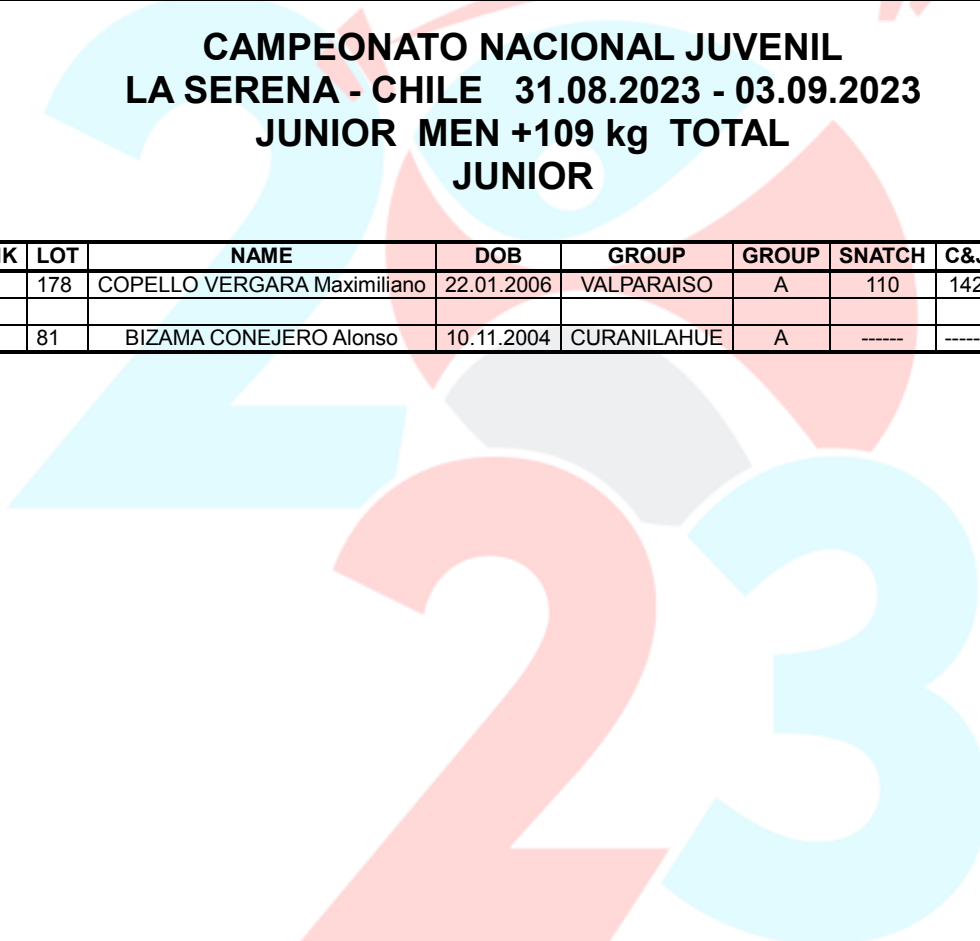 CAMPEONATO NACIONAL JUVENIL
LA SERENA - CHILE 31.08.2023 - 03.09.2023
JUNIOR MEN +109 kg TOTAL
JUNIOR
LOT NAME DOB GROUP GROUP SNATCH C&J
178 COPELLO VERGARA Maximiliano 22.01.2006 VALPARAISO A 110 142
81 BIZAMA CONEJERO Alonso 10.11.2004 CURANILAHUE A ------ -----